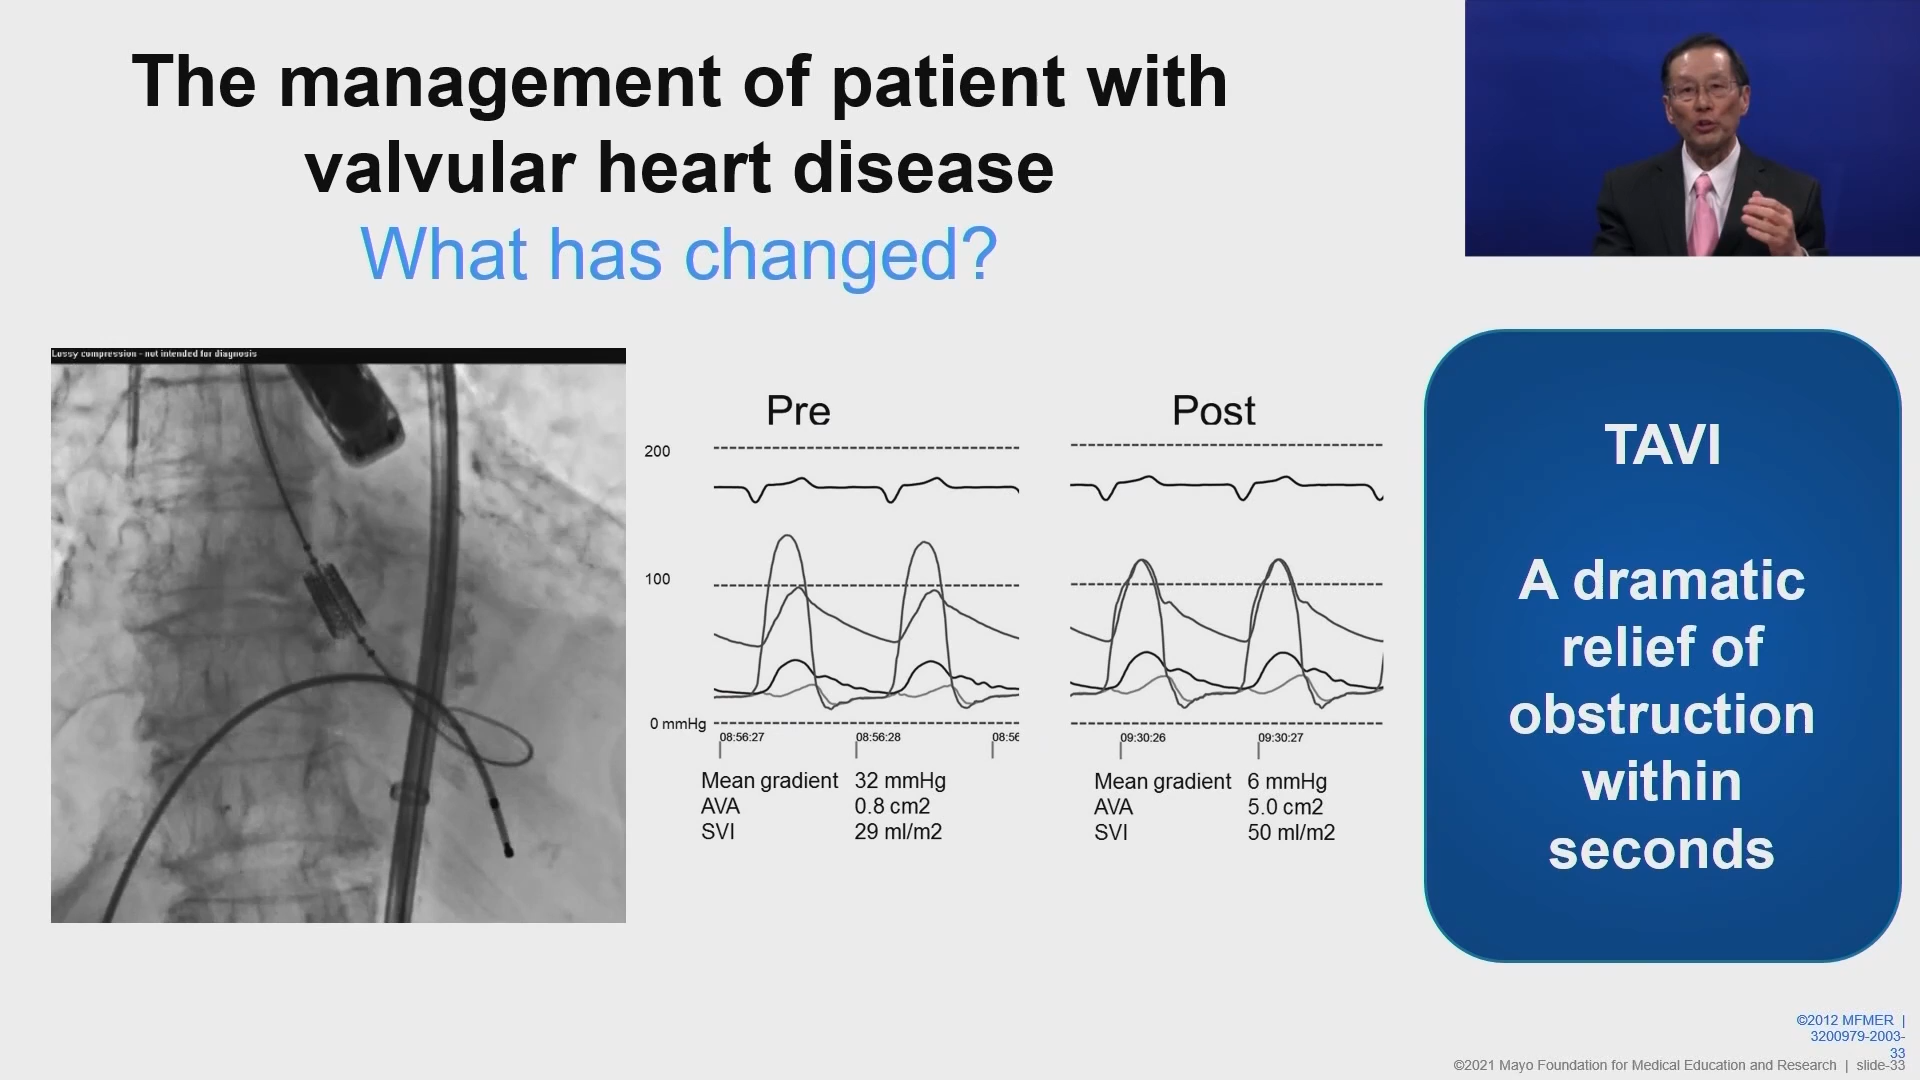 The management of patient with
valvular heart disease
What has changed?
Lossy compression - not intended for diagnosis
Pre
200
100
0 mmHg
08:56:27
08:56:28
08:56
Mean gradient 32 mmHg
AVA 0.8 cm2
SVI 29 ml/m2
Post
09:30:26
09:30:27
Mean gradient 6 mmHg
AVA 5.0 cm2
SVI 50 ml/m2
TAVI
A dramatic
relief of
obstruction
within
seconds
©2012 MFMER |
3200979-2003-
33
©2021 Mayo Foundation for Medical Education and Research | slide-33